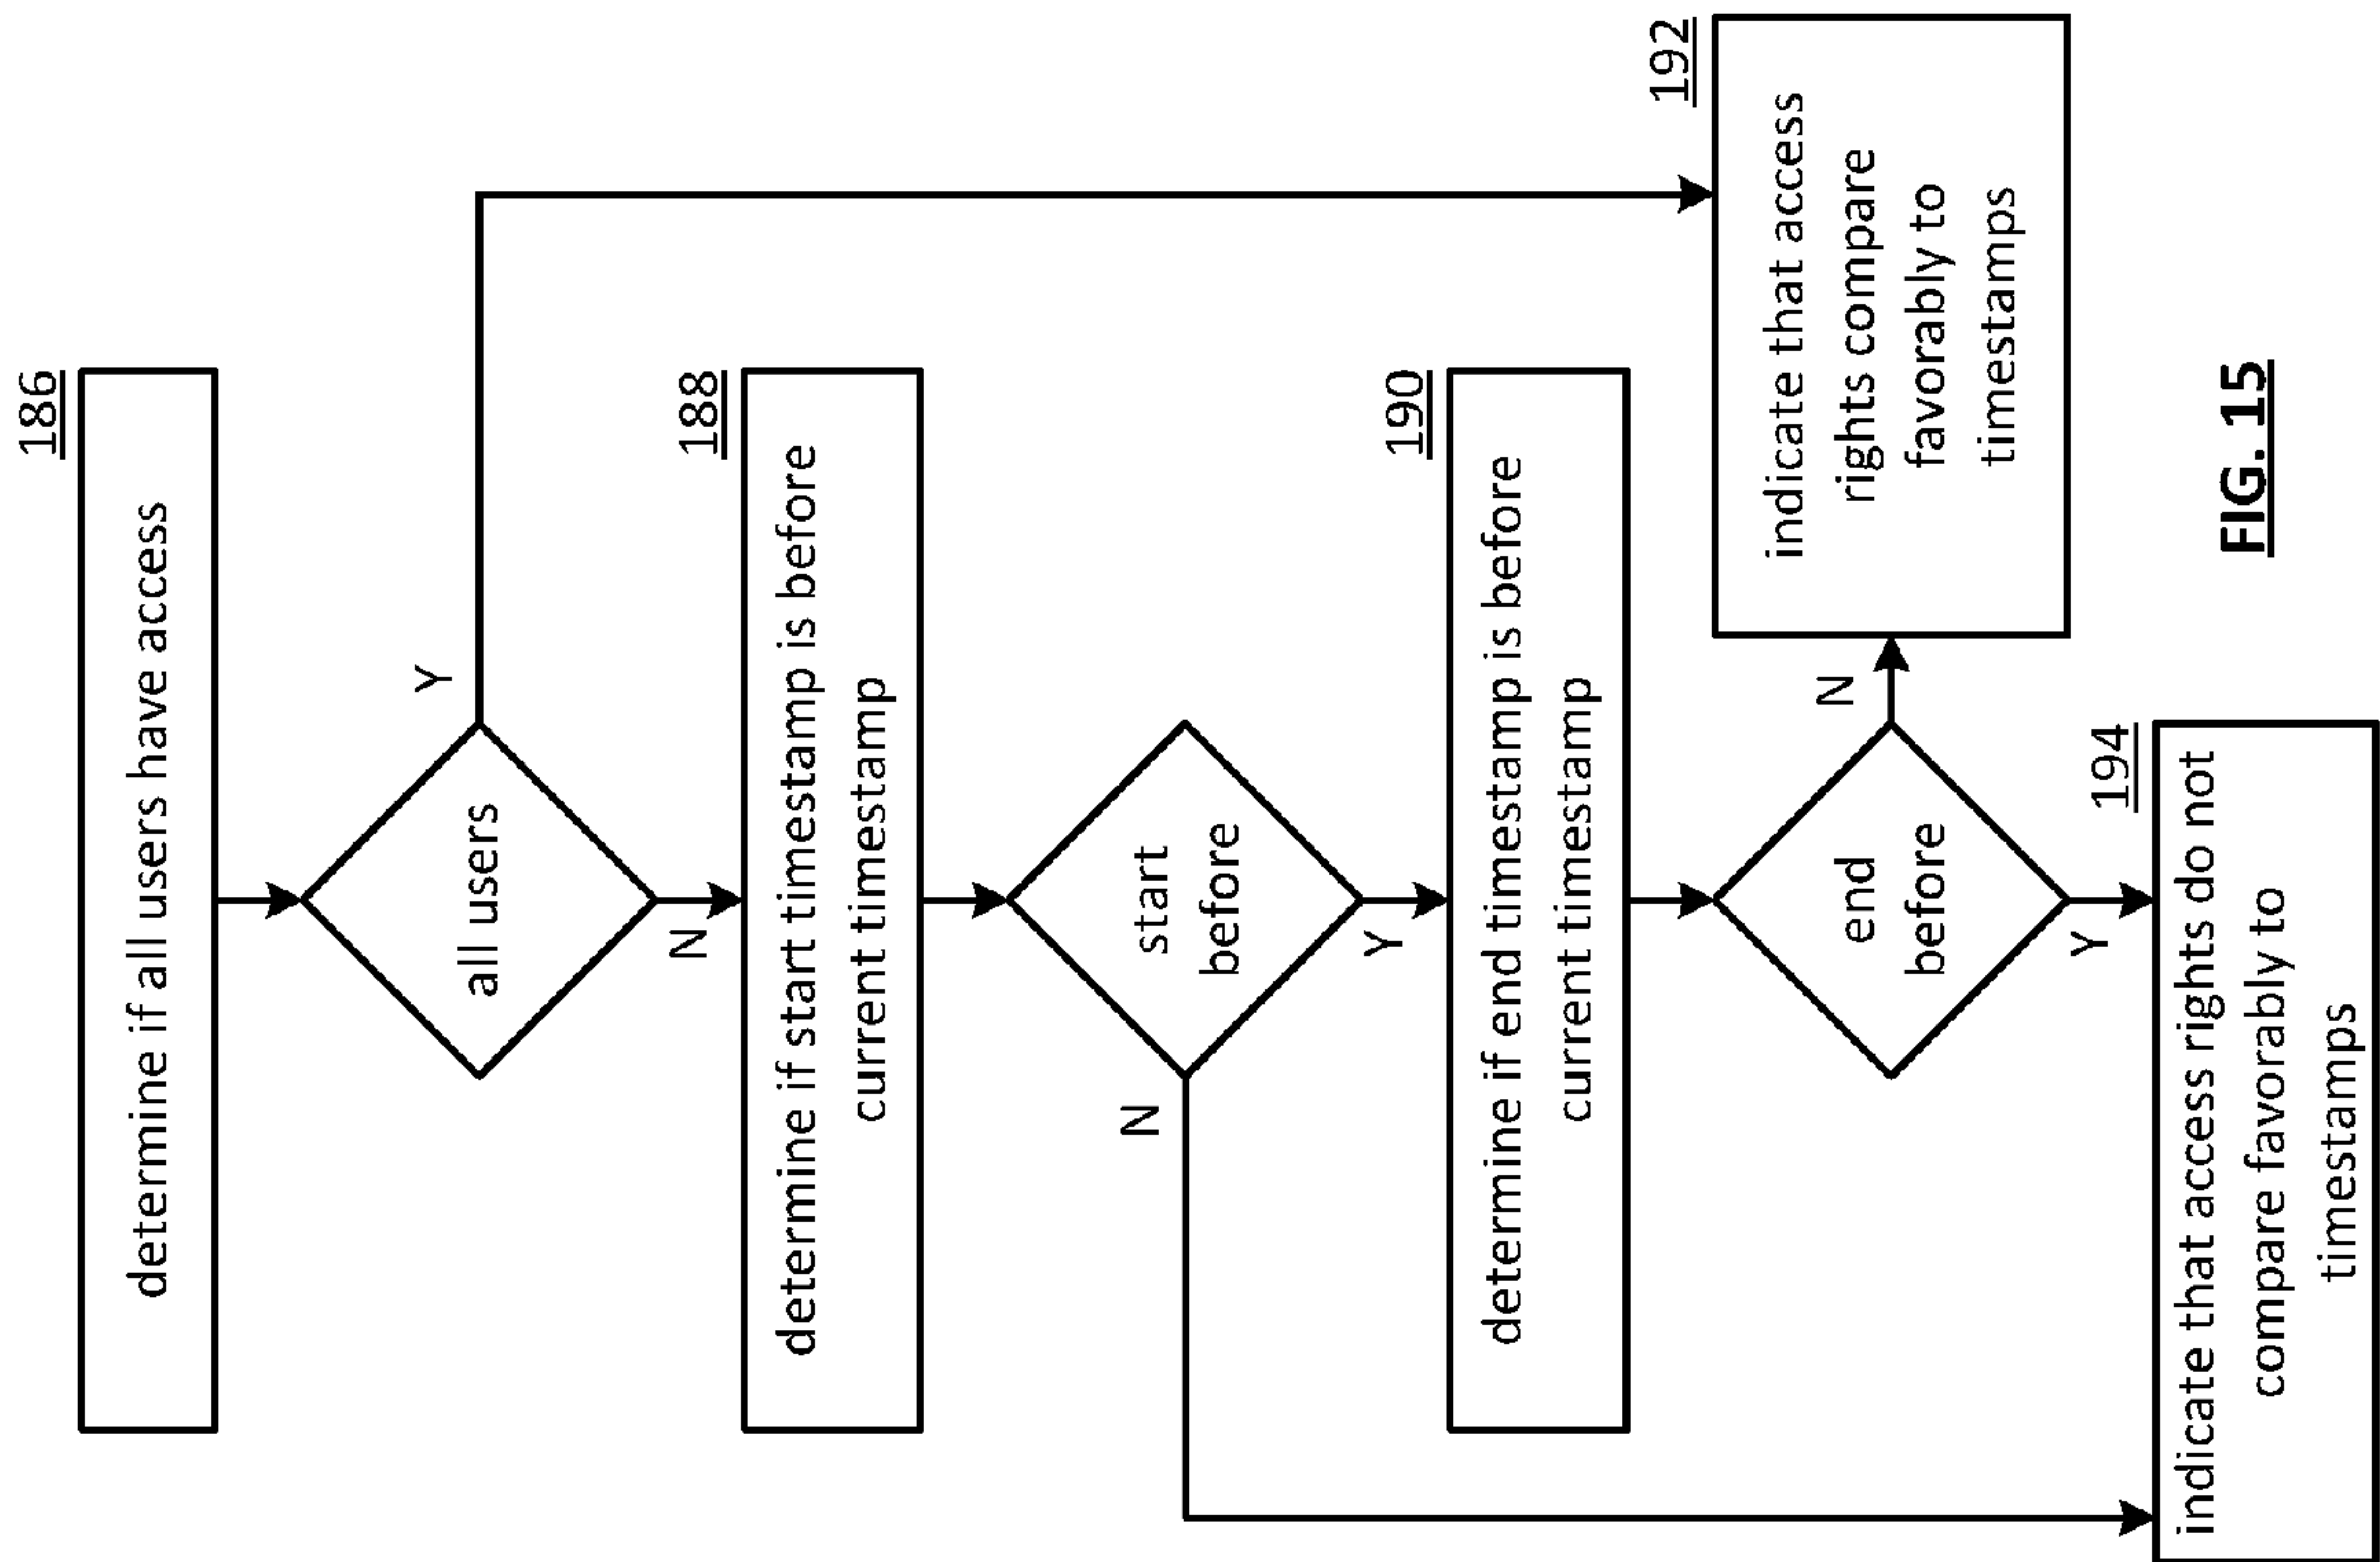 186
determine if all users have access
all users
Y
N
188
determine if start timestamp is before
current timestamp
start
before
N
Y
190
determine if end timestamp is before
current timestamp
end
before
N
Y
192
indicate that access
rights compare
favorably to
timestamps
194
indicate that access rights do not
compare favorably to
timestamps
FIG. 15